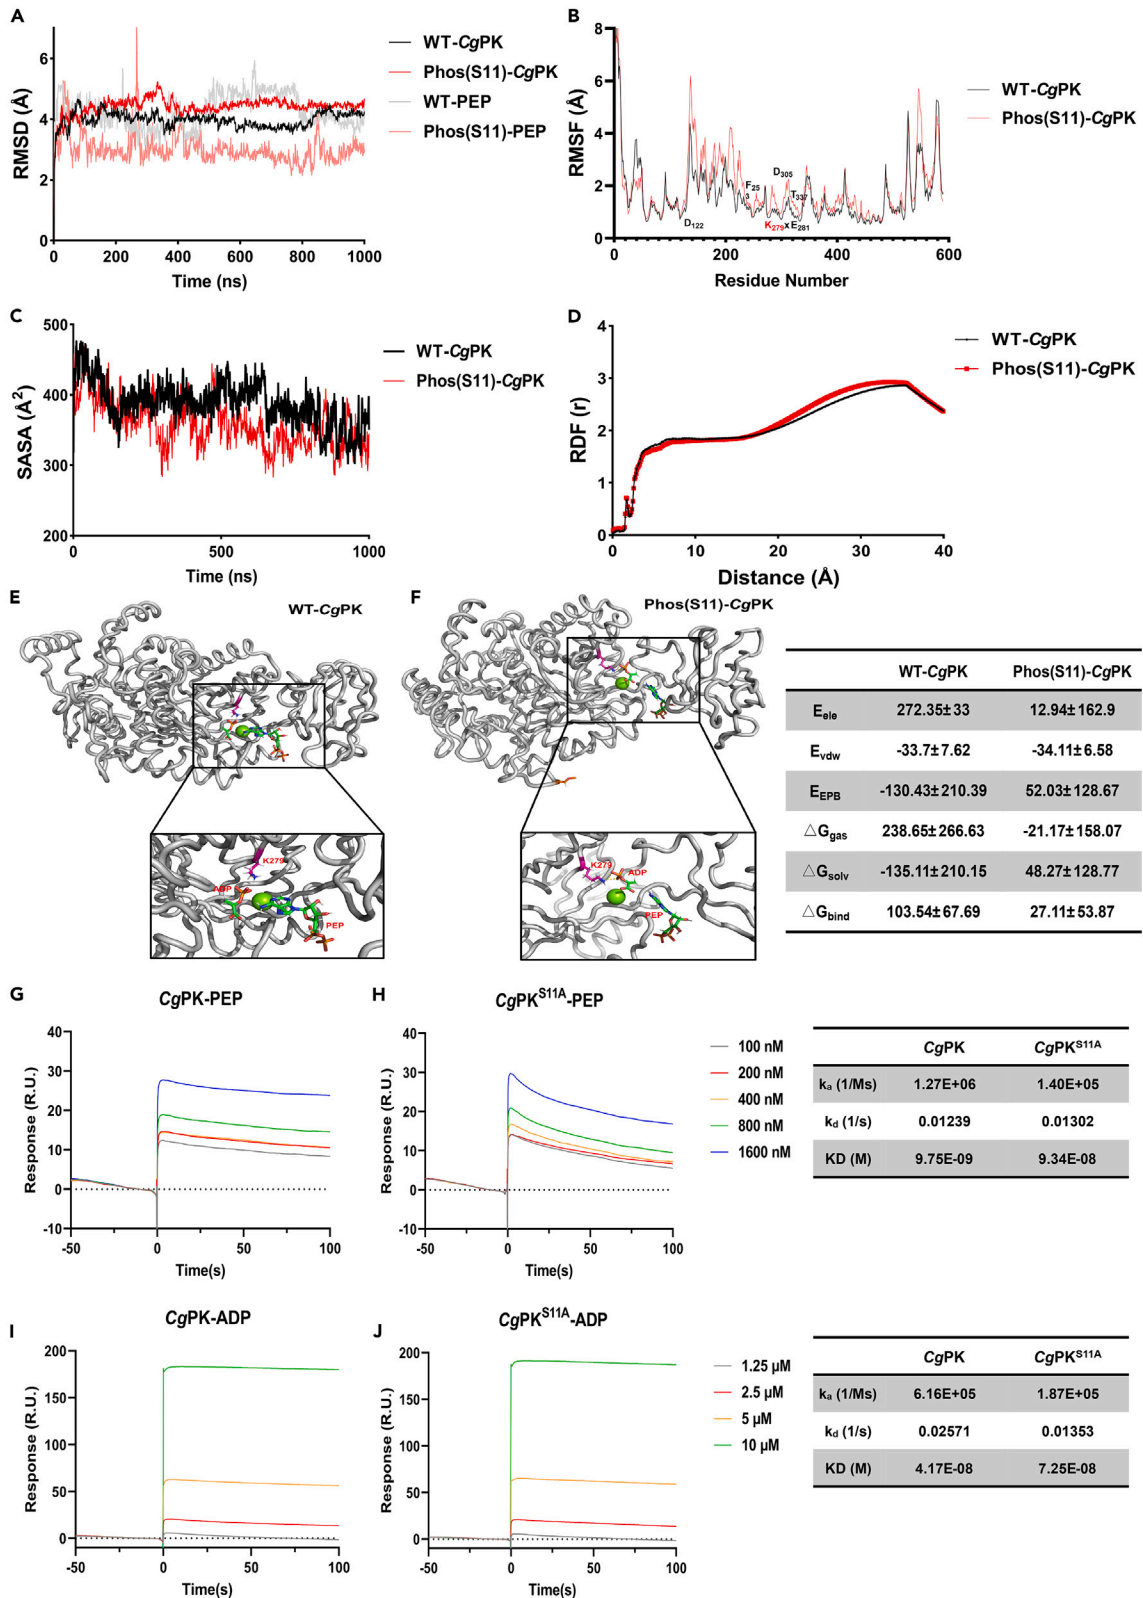 A
RMSD (Å)
6
4
2
0
0 200 400 600 800 1000
Time (ns)
WT-CgPK
Phos(S11)-CgPK
WT-PEP
Phos(S11)-PEP
B
RMSF (Å)
8
6
4
2
0
D122
F253
K279xE281
D305
T337
0 200 400 600
Residue Number
WT-CgPK
Phos(S11)-CgPK
C
SASA (Å²)
500
400
300
200
0 500 1000
Time (ns)
WT-CgPK
Phos(S11)-CgPK
D
RDF (r)
4
3
2
1
0
0 10 20 30 40
Distance (Å)
WT-CgPK
Phos(S11)-CgPK
E
WT-CgPK
K279
ADP
PEP
F
Phos(S11)-CgPK
K279
ADP
PEP
WT-CgPK Phos(S11)-CgPK
Eele 272.35±33 12.94±162.9
Evdw -33.7±7.62 -34.11±6.58
EEPB -130.43±210.39 52.03±128.67
△Ggas 238.65±266.63 -21.17±158.07
△Gsolv -135.11±210.15 48.27±128.77
△Gbind 103.54±67.69 27.11±53.87
G
CgPK-PEP
Response (R.U.)
40
30
20
10
0
-10
-50 0 50 100
Time(s)
H
CgPKS11A-PEP
Response (R.U.)
40
30
20
10
0
-10
-50 0 50 100
Time(s)
100 nM
200 nM
400 nM
800 nM
1600 nM
CgPK CgPKS11A
ka (1/Ms) 1.27E+06 1.40E+05
kd (1/s) 0.01239 0.01302
KD (M) 9.75E-09 9.34E-08
I
CgPK-ADP
Response (R.U.)
200
150
100
50
0
-50 0 50 100
Time(s)
J
CgPKS11A-ADP
Response (R.U.)
200
150
100
50
0
-50 0 50 100
Time(s)
1.25 µM
2.5 µM
5 µM
10 µM
CgPK CgPKS11A
ka (1/Ms) 6.16E+05 1.87E+05
kd (1/s) 0.02571 0.01353
KD (M) 4.17E-08 7.25E-08